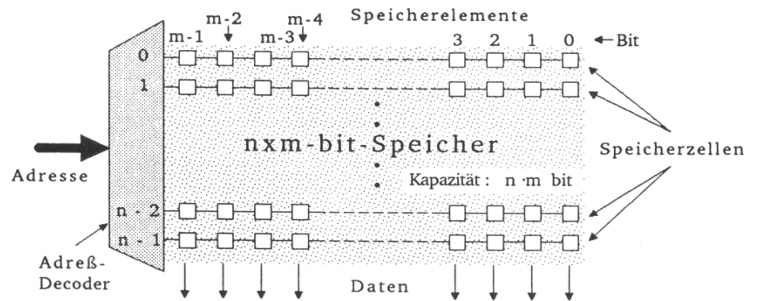 Speicherelemente
m-2 m-4
m-1 m-3 3 2 1 0 Bit
0
1
nxm-bit-Speicher
Speicherzellen
Adresse
Kapazität : n ·m bit
n - 2
n - 1
Adreß-
Decoder
Daten